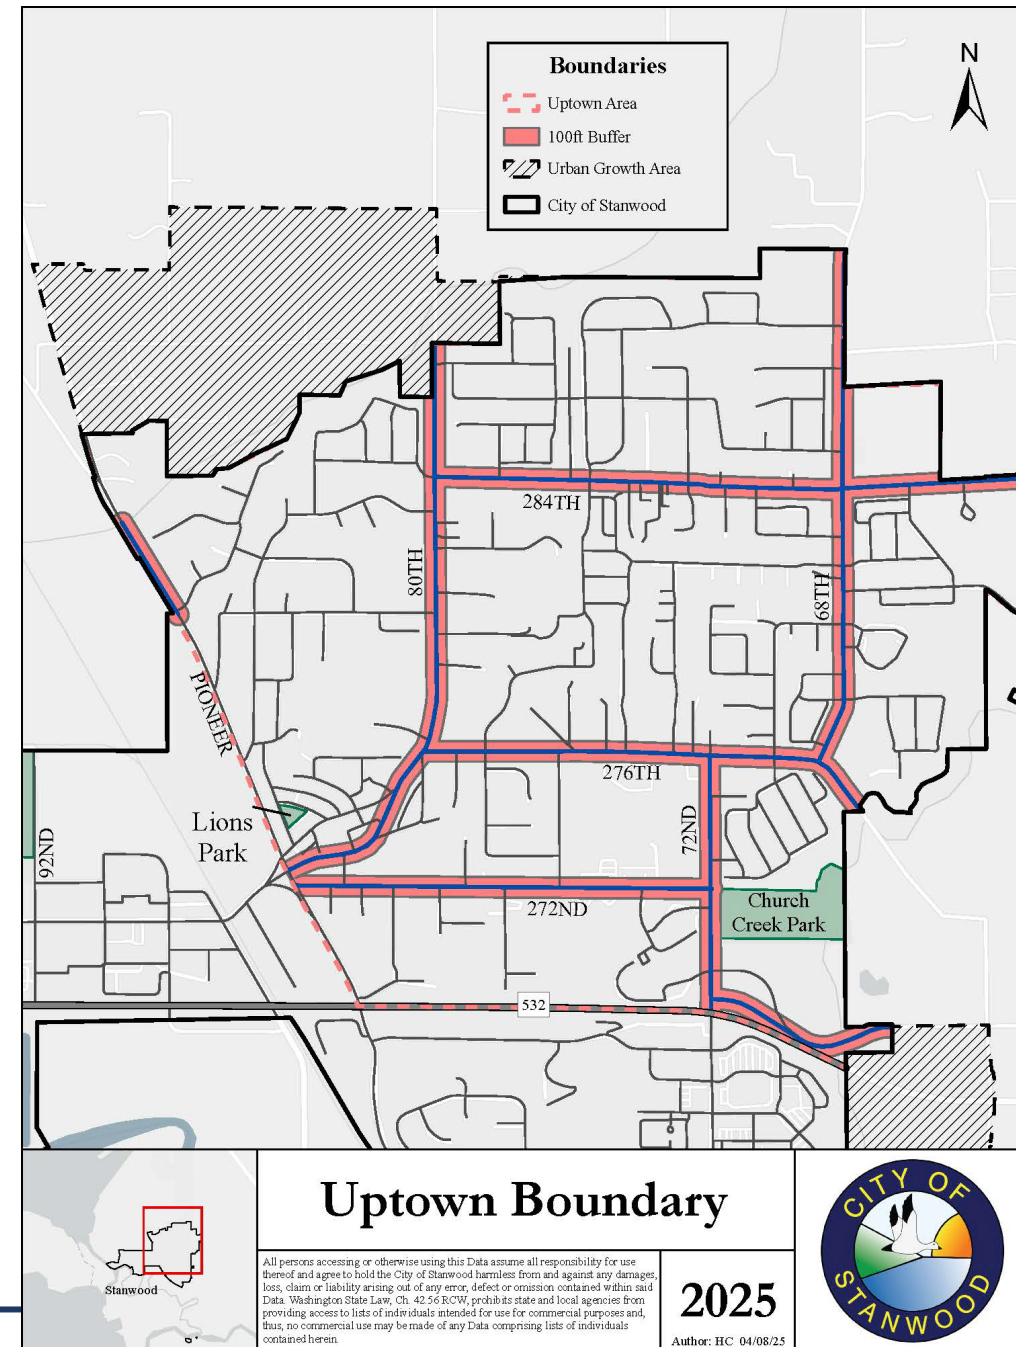 Boundaries
Uptown Area
100ft Buffer
Urban Growth Area
City of Stanwood
N
284TH
80TH
68TH
PIONEER
276TH
Lions
Park
72ND
92ND
272ND
Church
Creek Park
532
Uptown Boundary
Stanwood
All persons accessing or otherwise using this Data assume all responsibility for use
thereof and agree to hold the City of Stanwood harmless from and against any damages,
loss, claim or liability arising out of any error, defect or omission contained within said
Data. Washington State Law, Ch. 42.56 RCW, prohibits state and local agencies from
providing access to lists of individuals intended for use for commercial purposes and,
thus, no commercial use may be made of any Data comprising lists of individuals
contained herein.
2025
Author: HC 04/08/25
CITY OF
STANWOOD